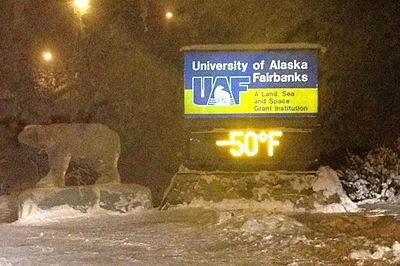 University of Alaska
UAF Fairbanks
A Land, Sea
and Space
Grant Institution
-50°F